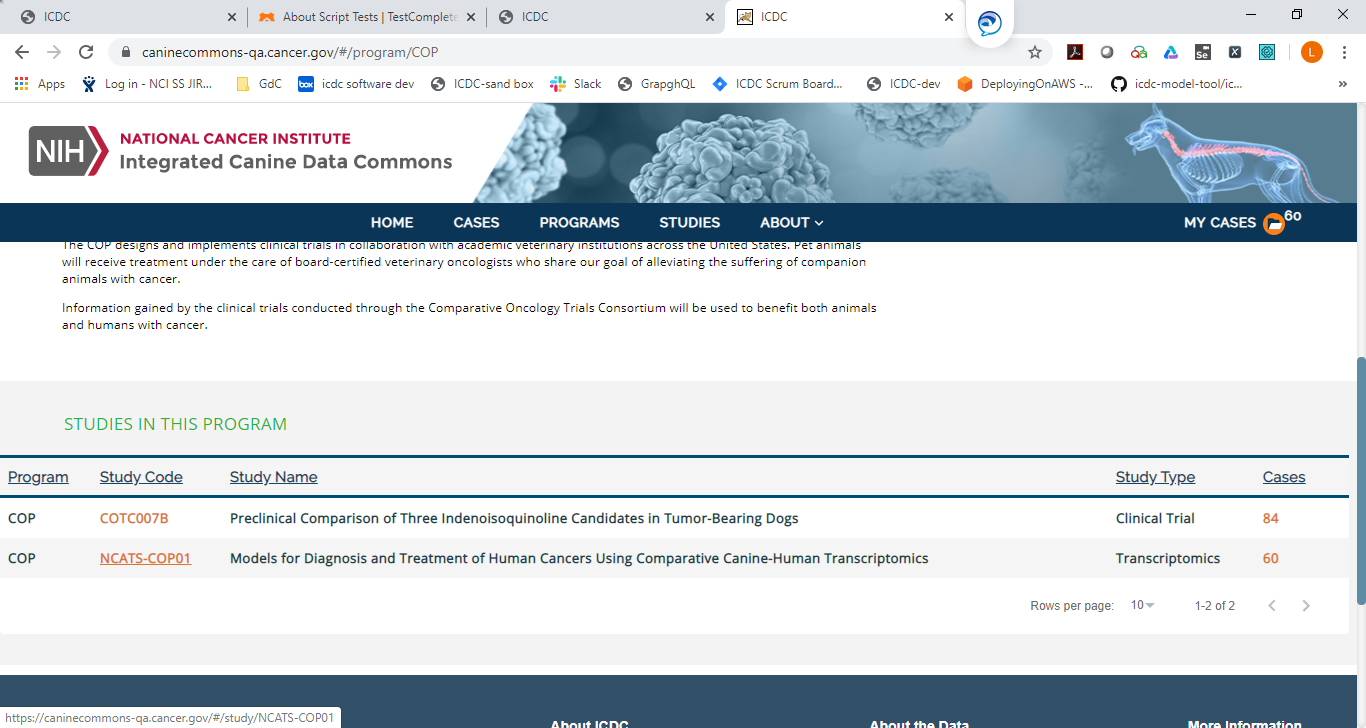 ICDC
About Script Tests | TestComplete
ICDC
ICDC
caninecommons-qa.cancer.gov/#/program/COP
L
Apps
Log in - NCI SS JIR...
GdC
box
icdc software dev
ICDC-sand box
Slack
GrapghQL
ICDC Scrum Board...
ICDC-dev
DeployingOnAWS -...
icdc-model-tool/ic...
»
NIH
NATIONAL CANCER INSTITUTE
Integrated Canine Data Commons
HOME
CASES
PROGRAMS
STUDIES
ABOUT
MY CASES
60
The COP designs and implements clinical trials in collaboration with academic veterinary institutions across the United States. Pet animals
will receive treatment under the care of board-certified veterinary oncologists who share our goal of alleviating the suffering of companion
animals with cancer.
Information gained by the clinical trials conducted through the Comparative Oncology Trials Consortium will be used to benefit both animals
and humans with cancer.
STUDIES IN THIS PROGRAM
Program Study Code Study Name Study Type Cases
COP COTC007B Preclinical Comparison of Three Indenoisoquinoline Candidates in Tumor-Bearing Dogs Clinical Trial 84
COP NCATS-COP01 Models for Diagnosis and Treatment of Human Cancers Using Comparative Canine-Human Transcriptomics Transcriptomics 60
Rows per page: 10 1-2 of 2
https://caninecommons-qa.cancer.gov/#/study/NCATS-COP01
About ICDC
About the Data
More Information